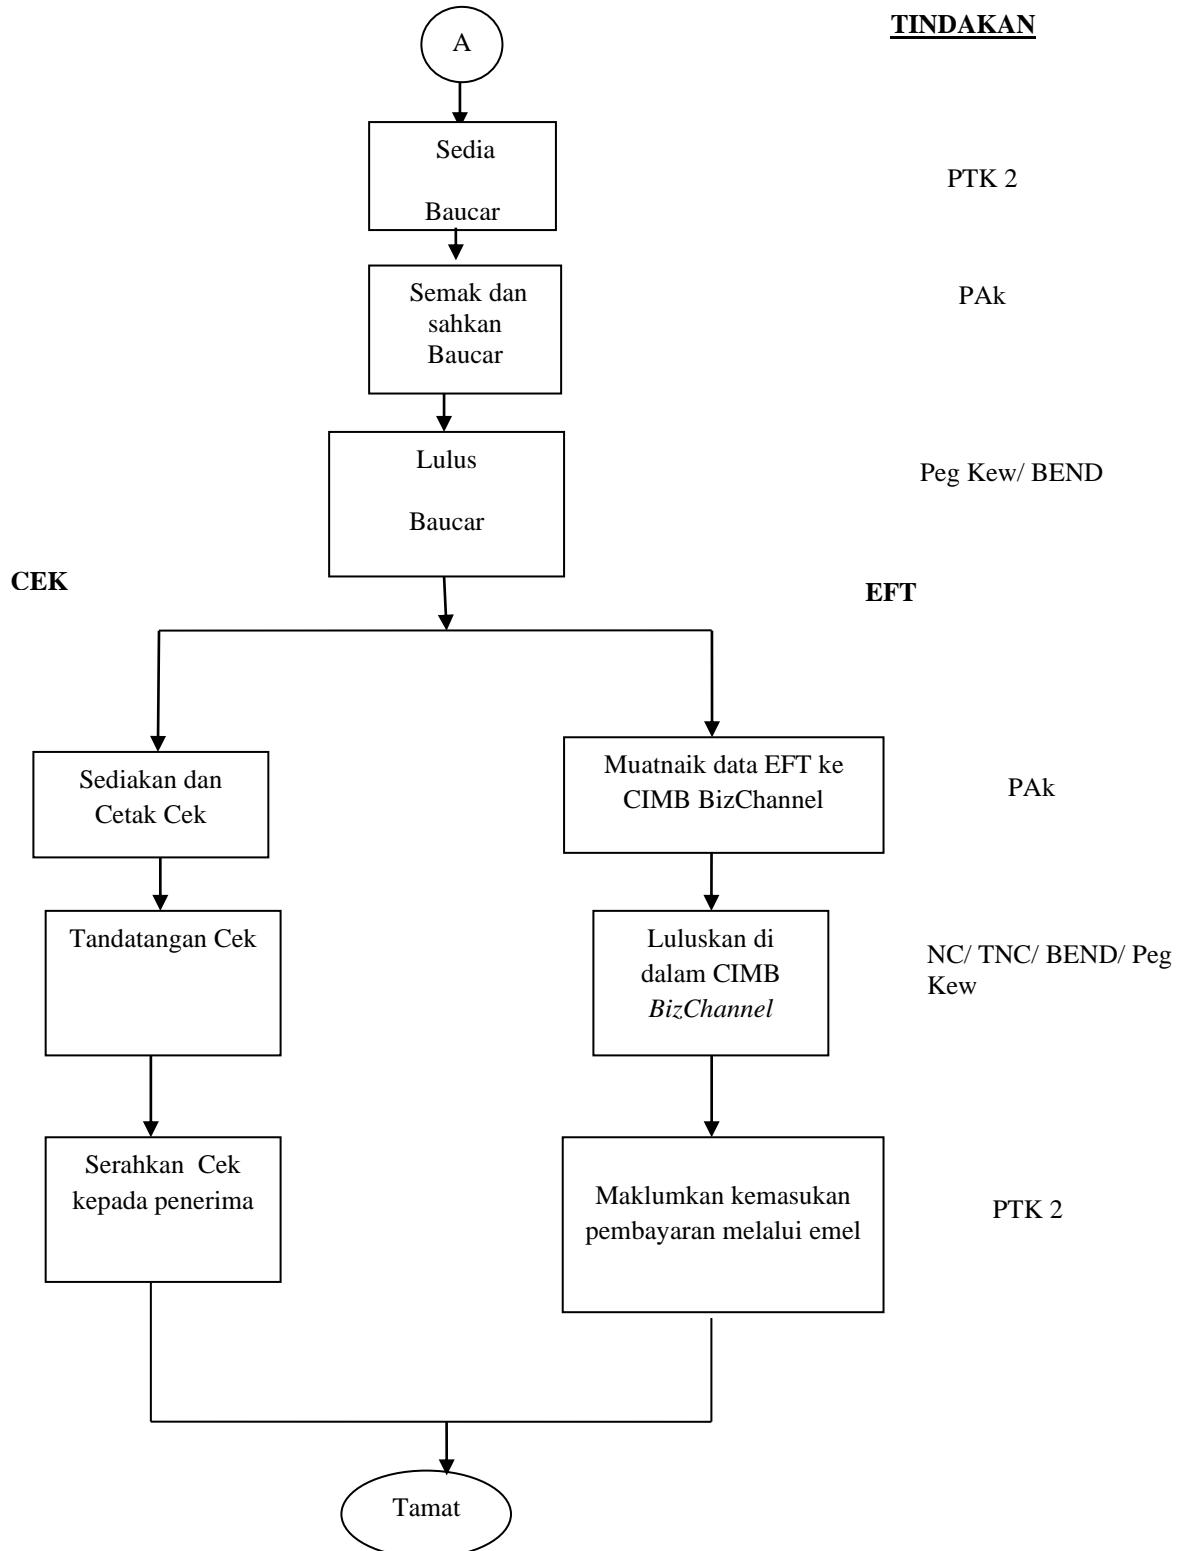 A
TINDAKAN
Sedia
Baucar
PTK 2
Semak dan
sahkan
Baucar
PAk
Lulus
Baucar
Peg Kew/ BEND
CEK
EFT
Sediakan dan
Cetak Cek
Muatnaik data EFT ke
CIMB BizChannel
PAk
Tandatangan Cek
Luluskan di
dalam CIMB
BizChannel
NC/ TNC/ BEND/ Peg
Kew
Serahkan Cek
kepada penerima
Maklumkan kemasukan
pembayaran melalui emel
PTK 2
Tamat